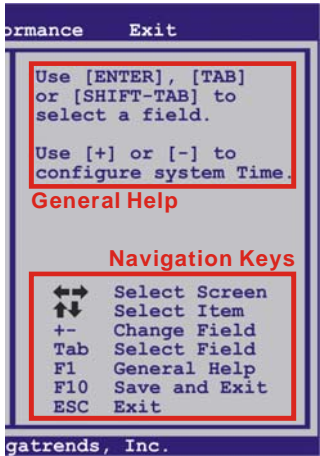 ormance Exit
Use [ENTER], [TAB]
or [SHIFT-TAB] to
select a field.
Use [+] or [-] to
configure system Time.
General Help
Navigation Keys
←→ Select Screen
↑↓ Select Item
+- Change Field
Tab Select Field
F1 General Help
F10 Save and Exit
ESC Exit
gatrends, Inc.